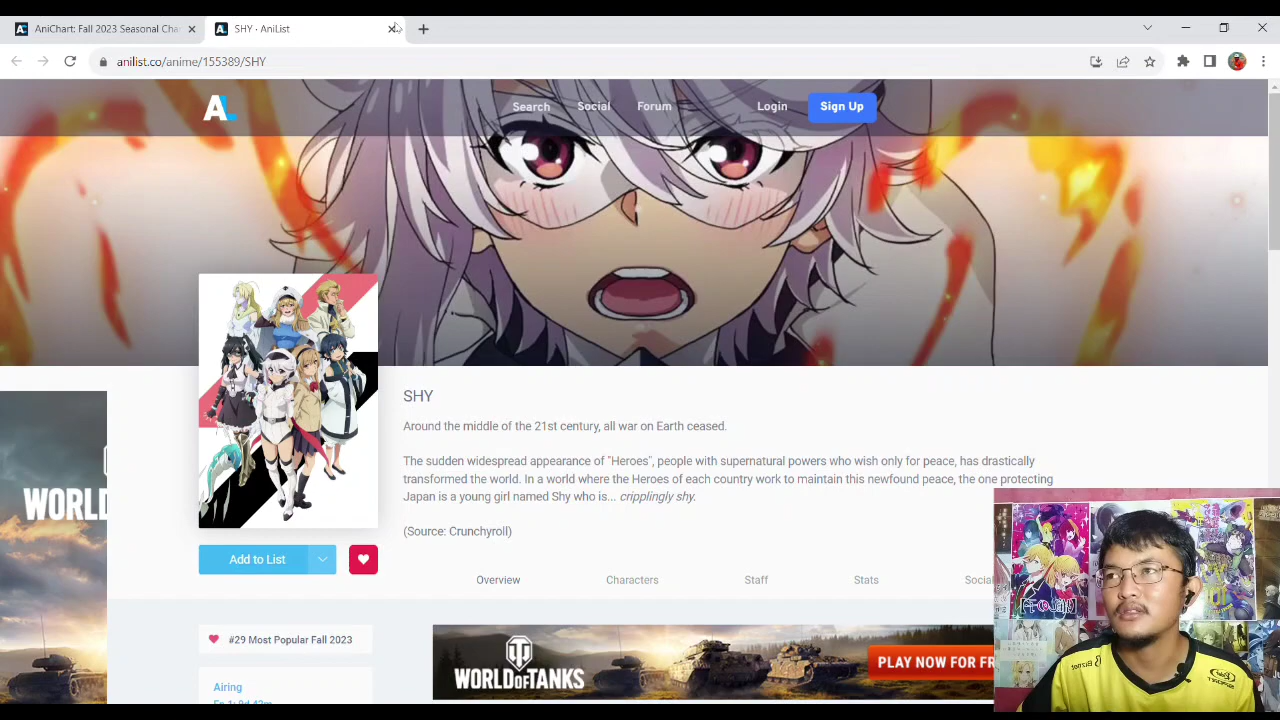 AniChart: Fall 2023 Seasonal Cha
SHY · AniList
anilist.co/anime/155389/SHY
AL
Search
Social
Forum
Login
Sign Up
SHY
Around the middle of the 21st century, all war on Earth ceased.
The sudden widespread appearance of "Heroes", people with supernatural powers who wish only for peace, has drastically
transformed the world. In a world where the Heroes of each country work to maintain this newfound peace, the one protecting
Japan is a young girl named Shy who is... cripplingly shy.
(Source: Crunchyroll)
WORLD
Add to List
Overview
Characters
Staff
Stats
Social
#29 Most Popular Fall 2023
WORLD OF TANKS
PLAY NOW FOR FR
Airing